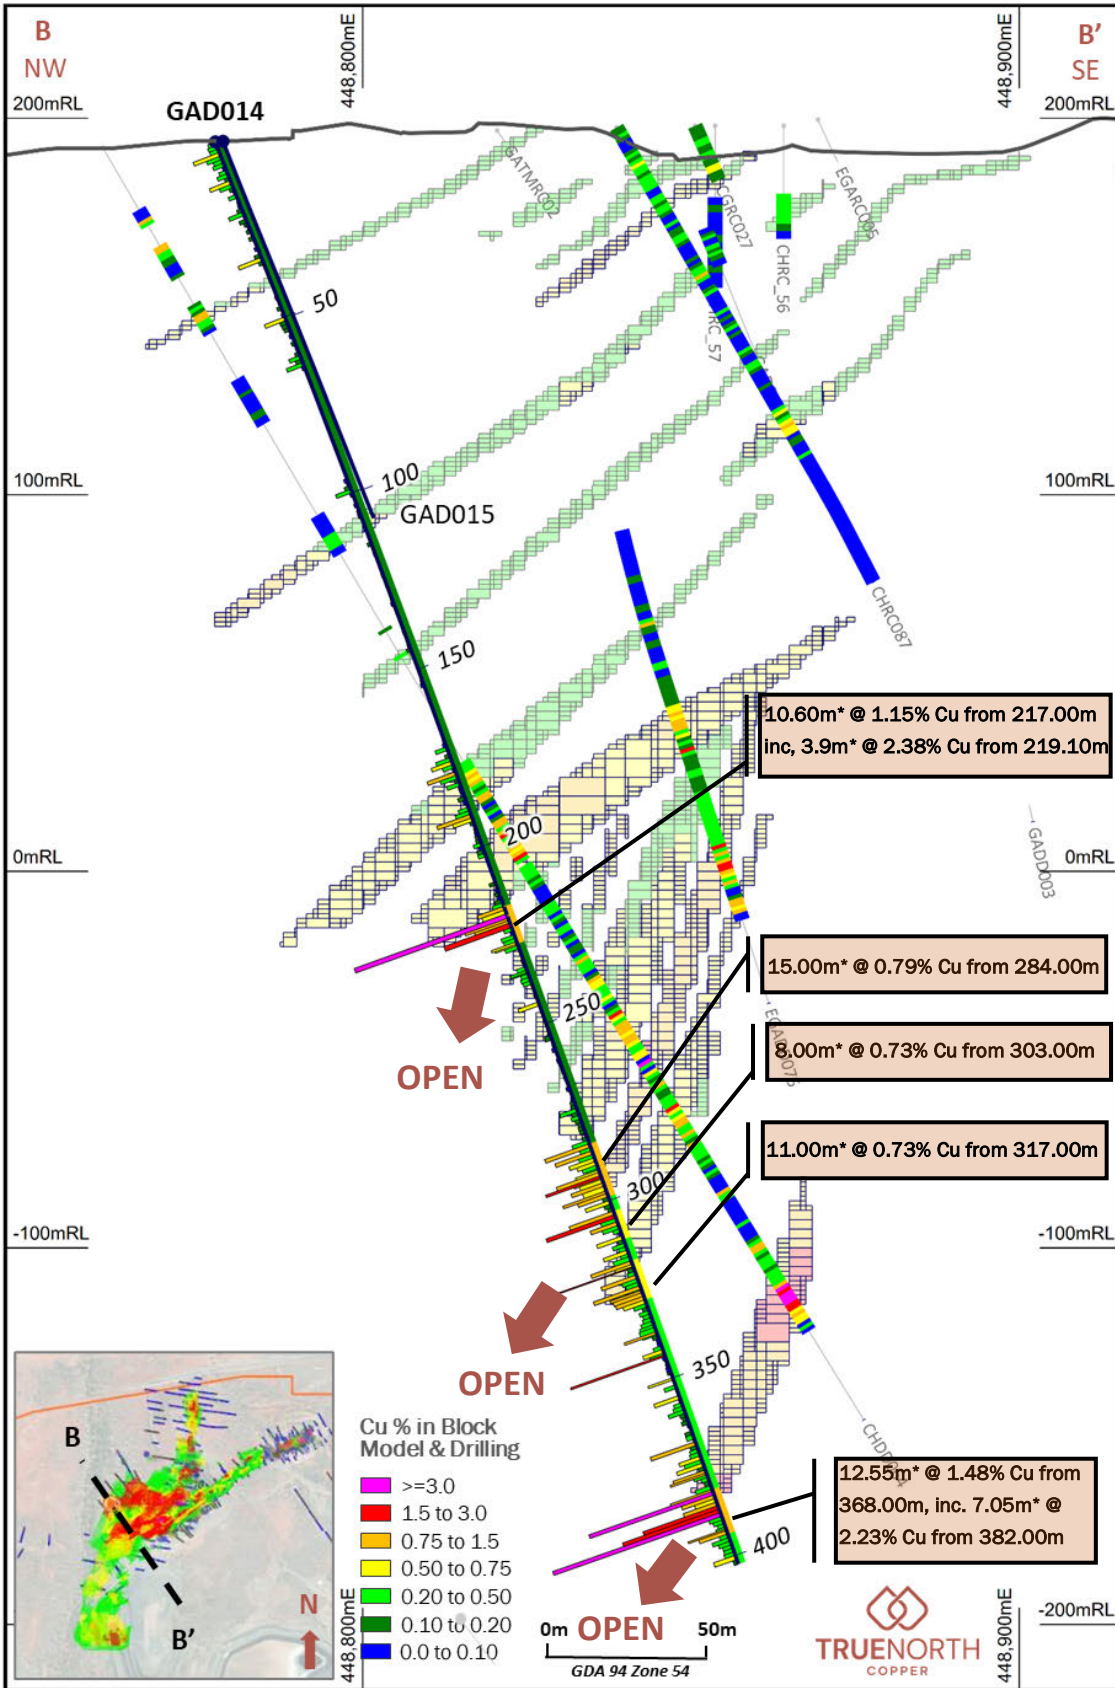 B
NW
448,800mE
448,900mE
B'
SE
200mRL
GAD014
200mRL
GATMRC02
CGRC027
EGARC005
CHRC_56
50
RC_57
100mRL
100
GAD015
100mRL
CHRC087
150
10.60m* @ 1.15% Cu from 217.00m
inc, 3.9m* @ 2.38% Cu from 219.10m
200
0mRL
0mRL
GADD003
15.00m* @ 0.79% Cu from 284.00m
250
OPEN
8.00m* @ 0.73% Cu from 303.00m
11.00m* @ 0.73% Cu from 317.00m
300
-100mRL
-100mRL
OPEN
350
B
B'
N
Cu % in Block
Model & Drilling
>=3.0
1.5 to 3.0
0.75 to 1.5
0.50 to 0.75
0.20 to 0.50
0.10 to 0.20
0.0 to 0.10
12.55m* @ 1.48% Cu from
368.00m, inc. 7.05m* @
2.23% Cu from 382.00m
400
OPEN
0m
50m
GDA 94 Zone 54
448,800mE
448,900mE
-200mRL
TRUENORTH
COPPER